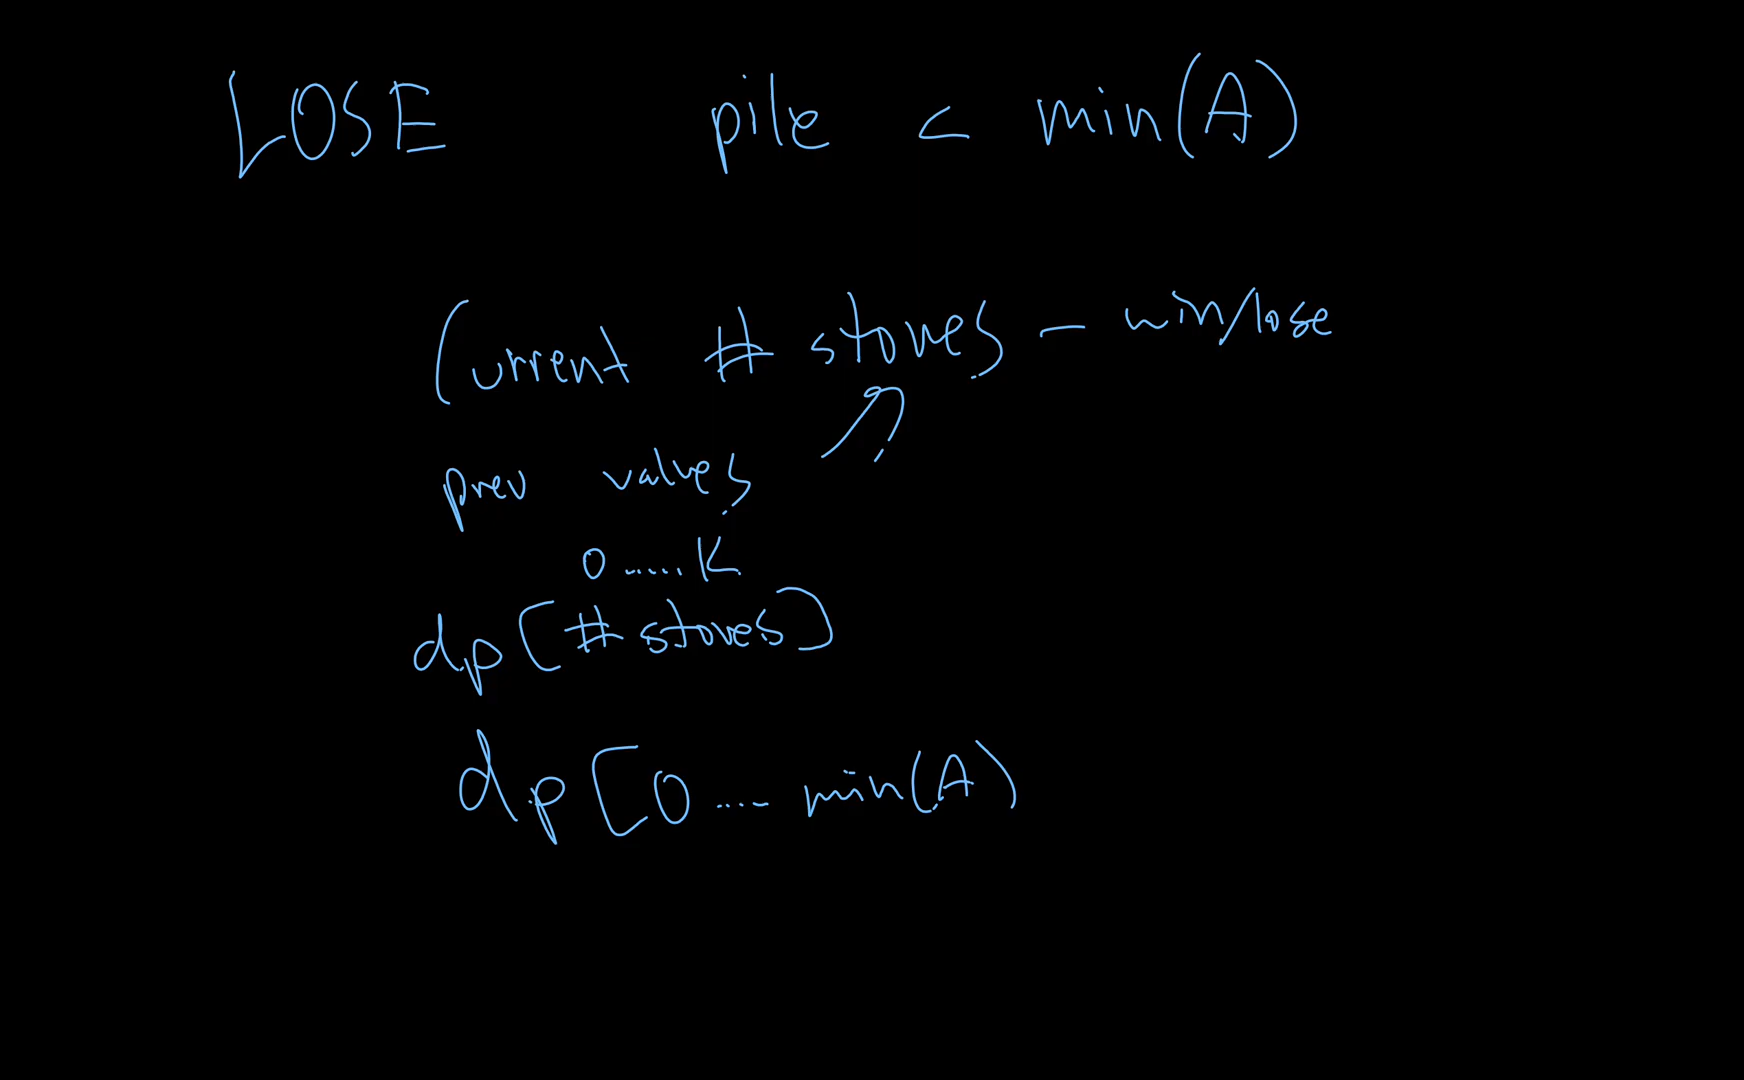 LOSE pile < min(A)
Current # stones - win/lose
prev values
0.....K
dp[# stones]
dp[0.... min(A)